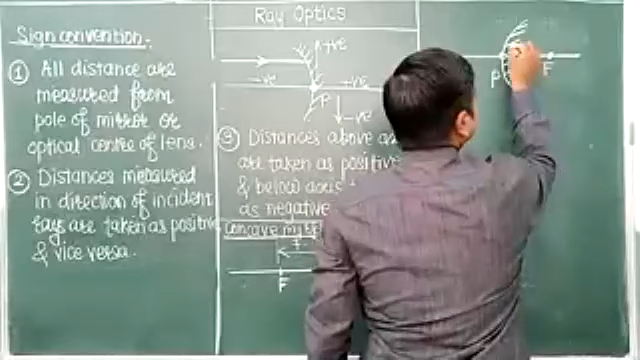 Ray Optics
Sign convention.
① All distance are
measured from
pole of mirror or
optical centre of lens.
② Distances measured
in direction of incident
rays are taken as positive
& vice versa.
+ve
-ve
+ve
P
-ve
③ Distances above a
are taken as positive
& below axis
as negative
Concave mi
f
F
P
F